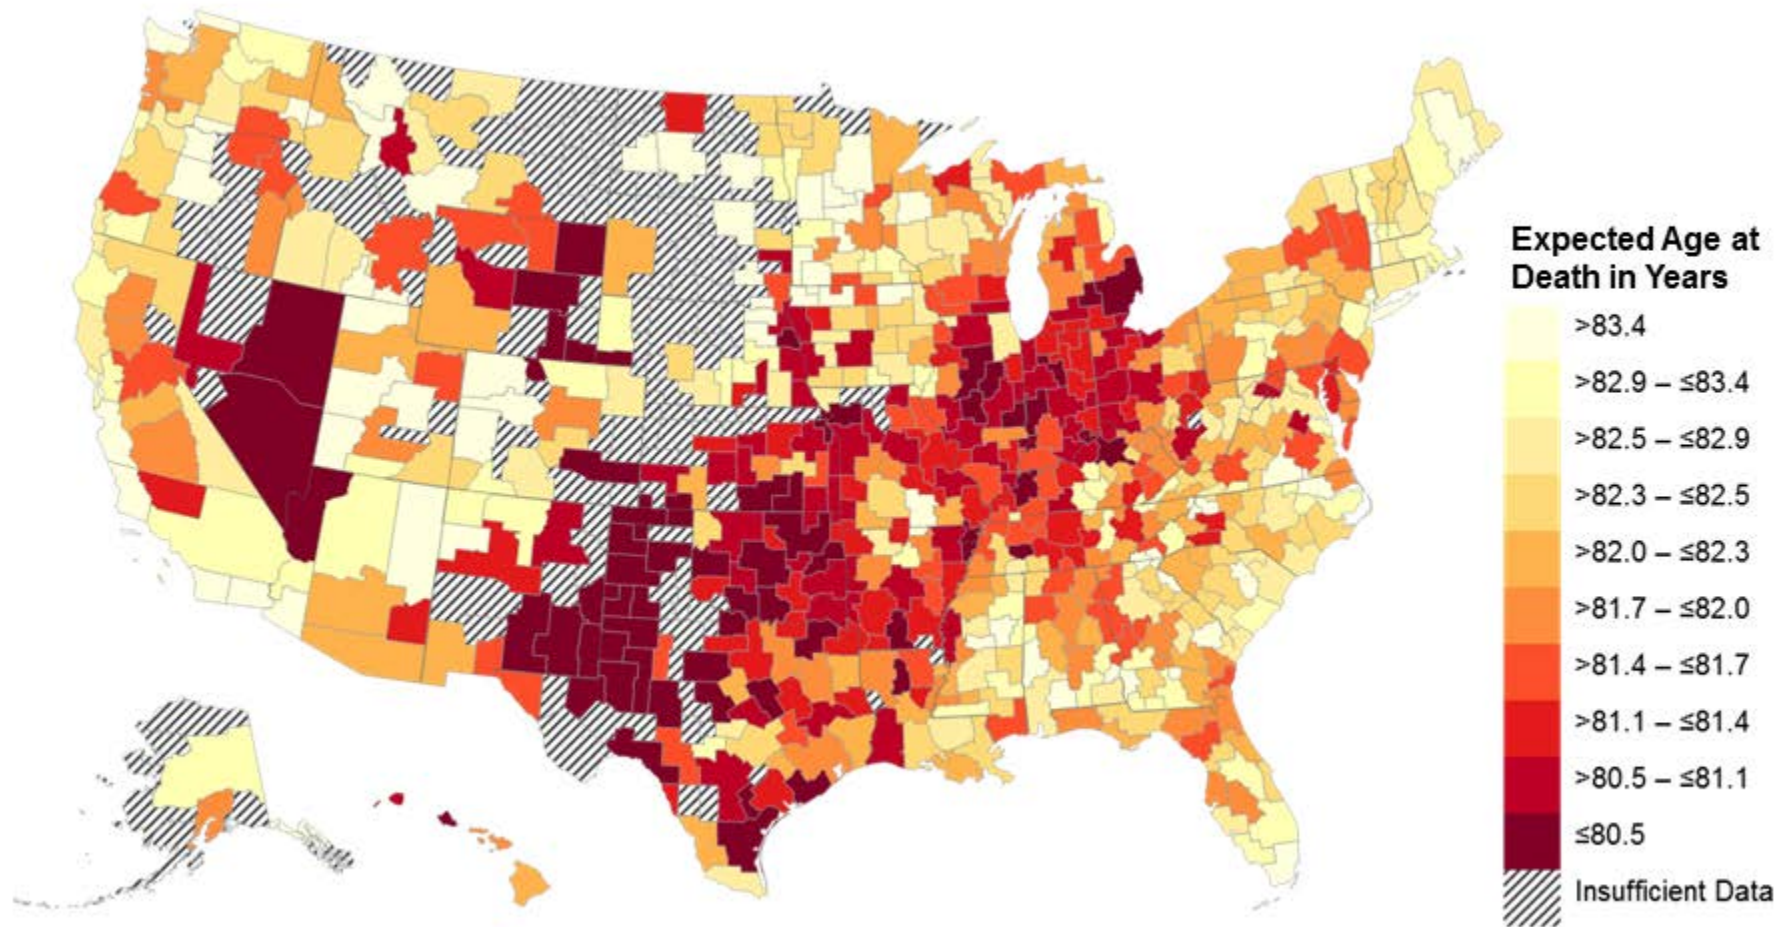 Expected Age at
Death in Years
>83.4
>82.9 – ≤83.4
>82.5 – ≤82.9
>82.3 – ≤82.5
>82.0 – ≤82.3
>81.7 – ≤82.0
>81.4 – ≤81.7
>81.1 – ≤81.4
>80.5 – ≤81.1
≤80.5
Insufficient Data